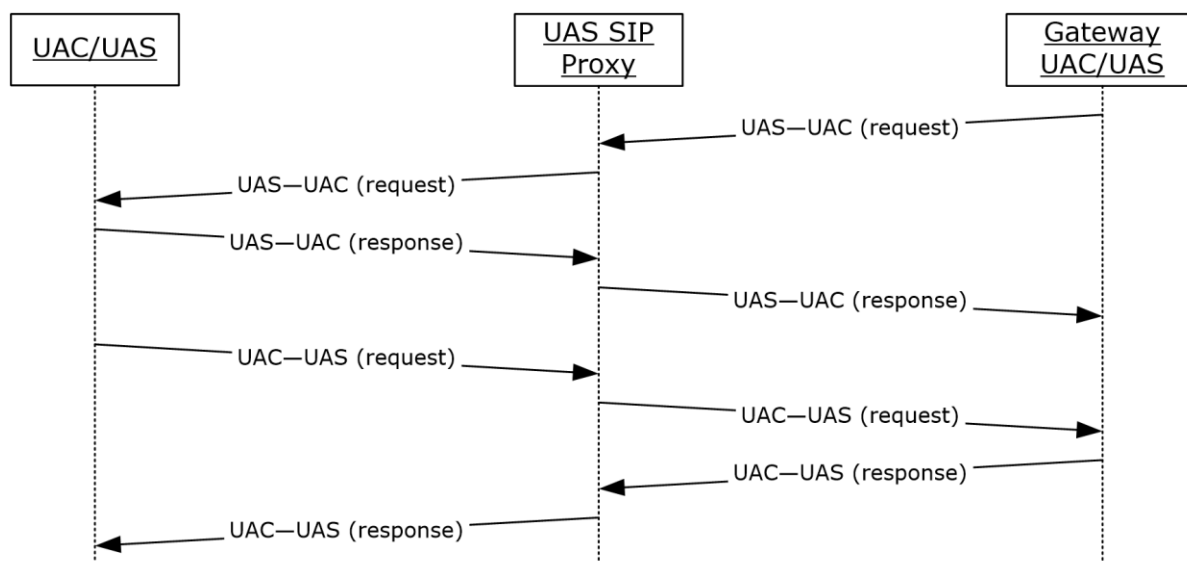 UAC/UAS
UAS SIP
Proxy
Gateway
UAC/UAS
UAS—UAC (request)
UAS—UAC (request)
UAS—UAC (response)
UAS—UAC (response)
UAC—UAS (request)
UAC—UAS (request)
UAC—UAS (response)
UAC—UAS (response)